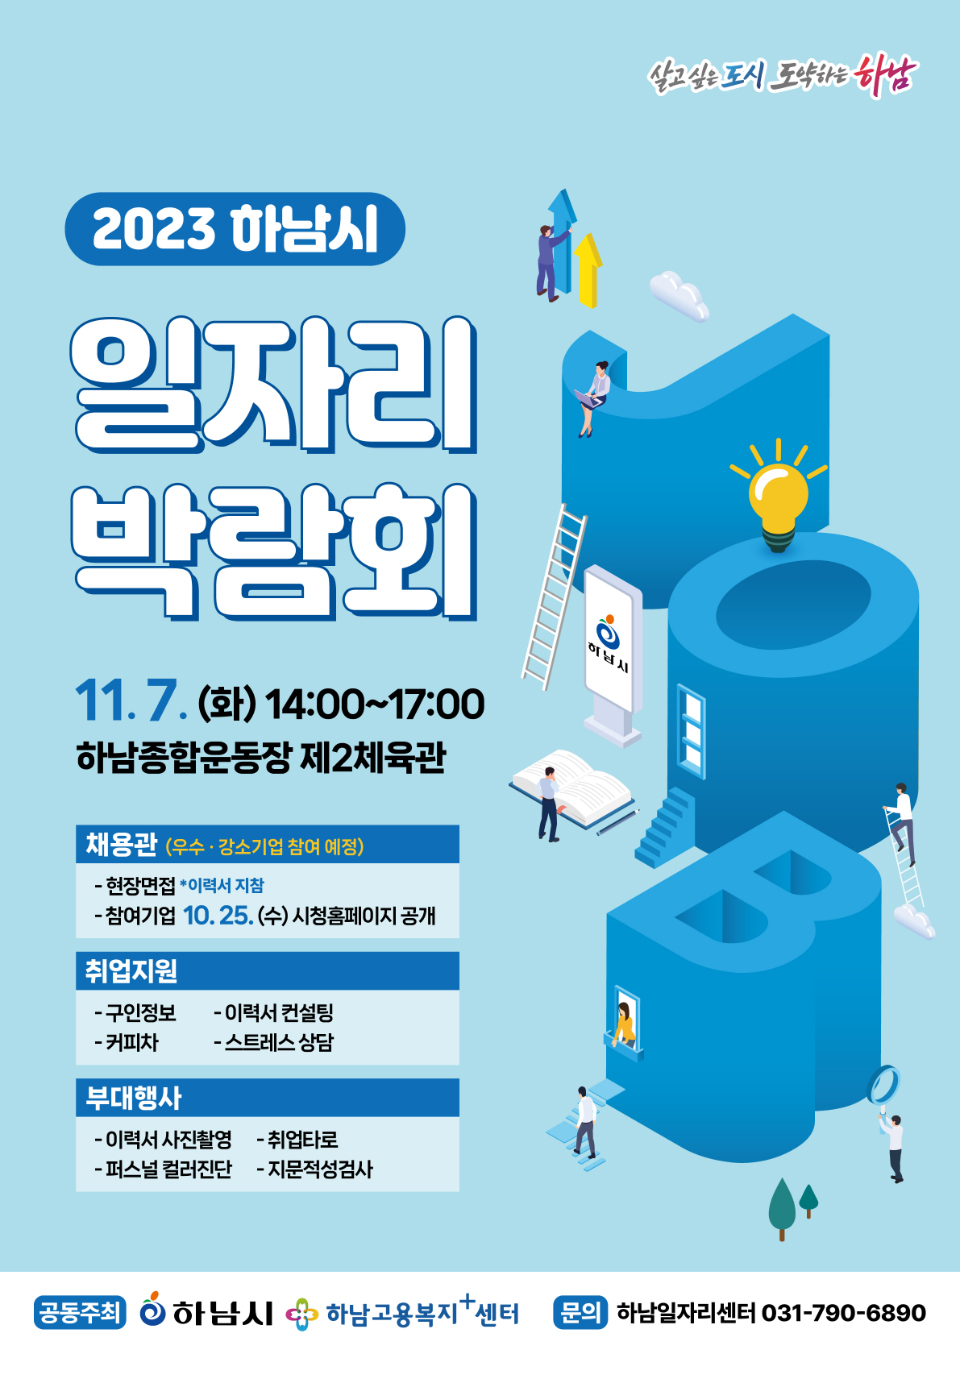 살고 싶은 도시 도약하는 하남
2023 하남시
일자리
박람회
11. 7. (화) 14:00~17:00
하남종합운동장 제2체육관
채용관 (우수 · 강소기업 참여 예정)
- 현장면접 *이력서 지참
- 참여기업 10. 25. (수) 시청홈페이지 공개
취업지원
- 구인정보 - 이력서 컨설팅
- 커피차 - 스트레스 상담
부대행사
- 이력서 사진촬영 - 취업타로
- 퍼스널 컬러진단 - 지문적성검사
하남시
JOB
공동주최 하남시 하남고용복지+센터 문의 하남일자리센터 031-790-6890